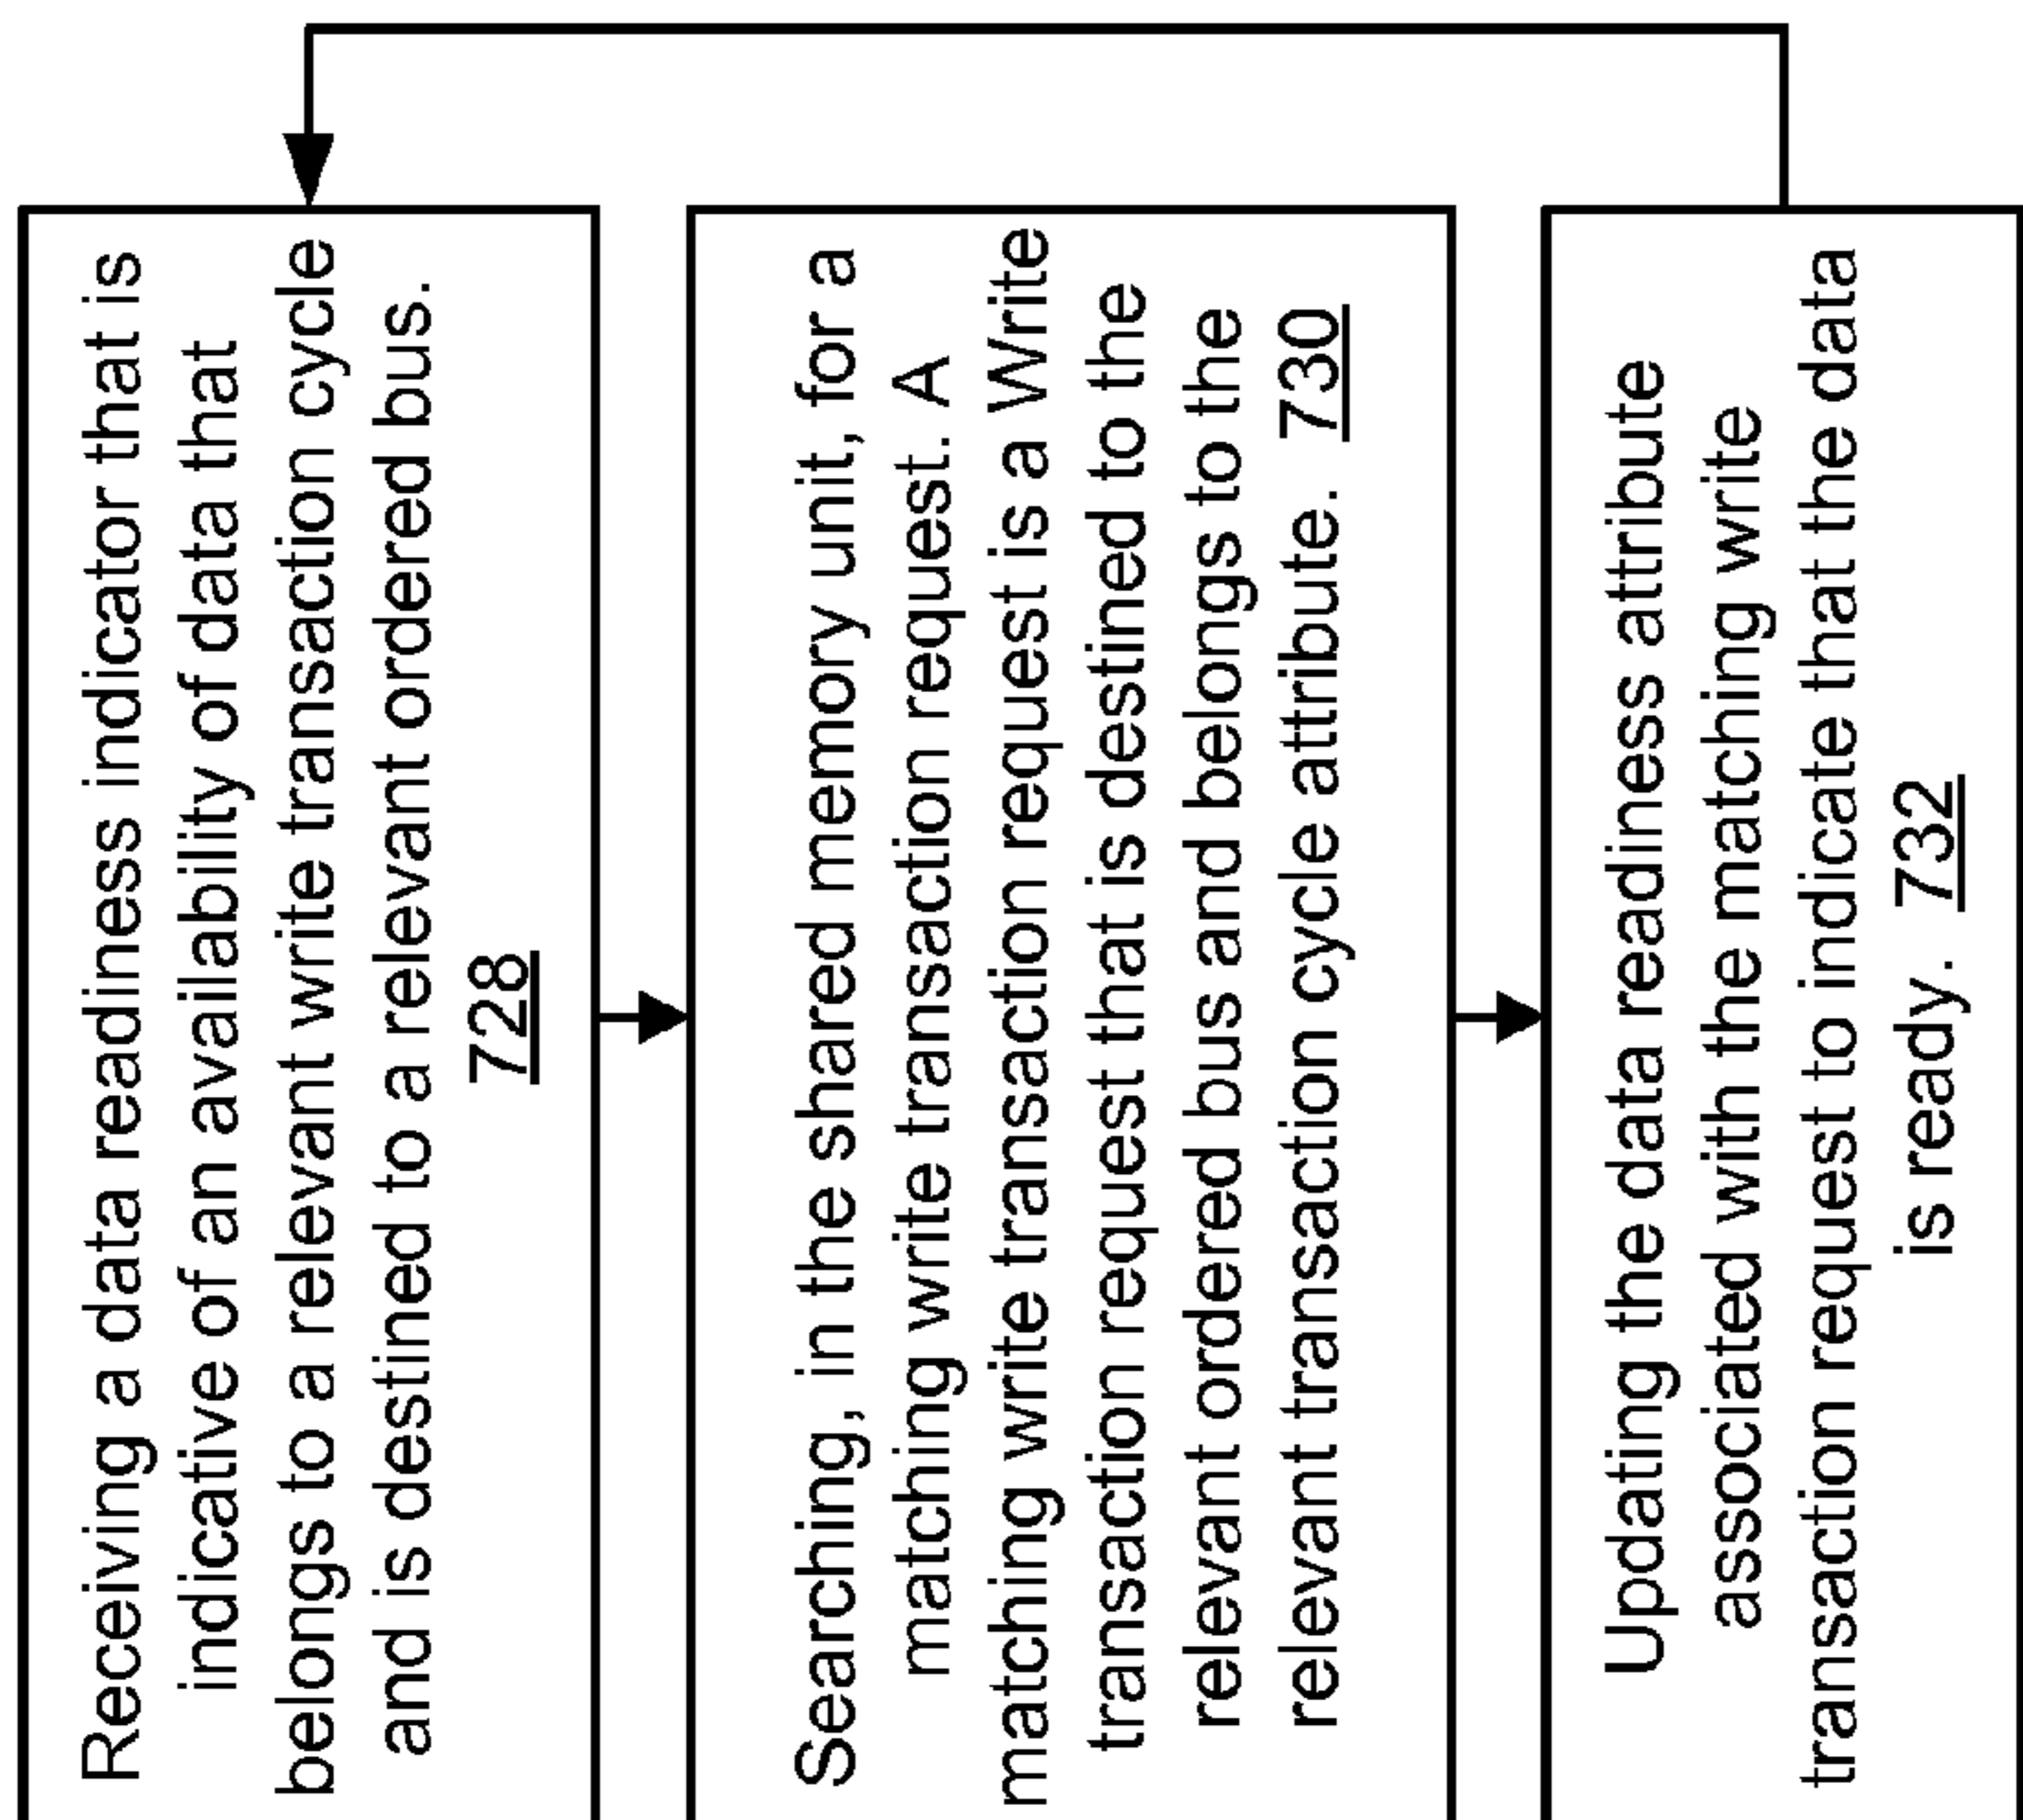 Receiving a data readiness indicator that is
indicative of an availability of data that
belongs to a relevant write transaction cycle
and is destined to a relevant ordered bus.
728
Searching, in the shared memory unit, for a
matching write transaction request. A
matching write transaction request is a Write
transaction request that is destined to the
relevant ordered bus and belongs to the
relevant transaction cycle attribute. 730
Updating the data readiness attribute
associated with the matching write
transaction request to indicate that the data
is ready. 732